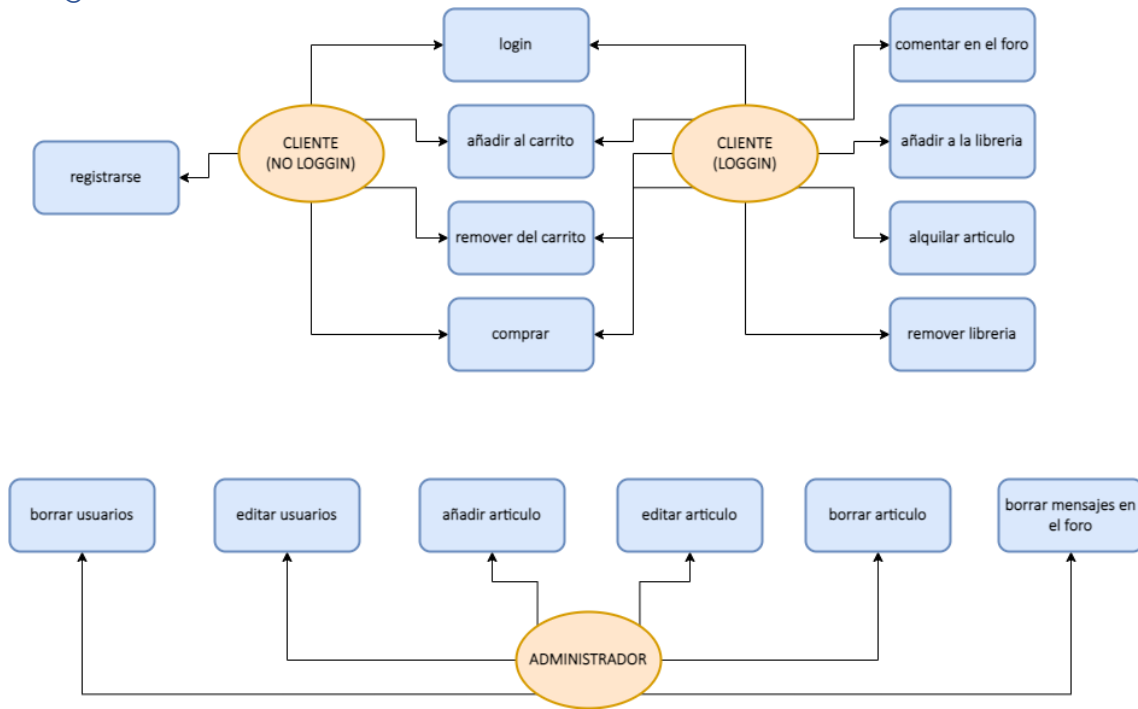 login
comentar en el foro
CLIENTE
(NO LOGGIN)
añadir al carrito
CLIENTE
(LOGGIN)
añadir a la libreria
registrarse
remover del carrito
alquilar articulo
comprar
remover libreria
borrar usuarios
editar usuarios
añadir articulo
editar articulo
borrar articulo
borrar mensajes en
el foro
ADMINISTRADOR